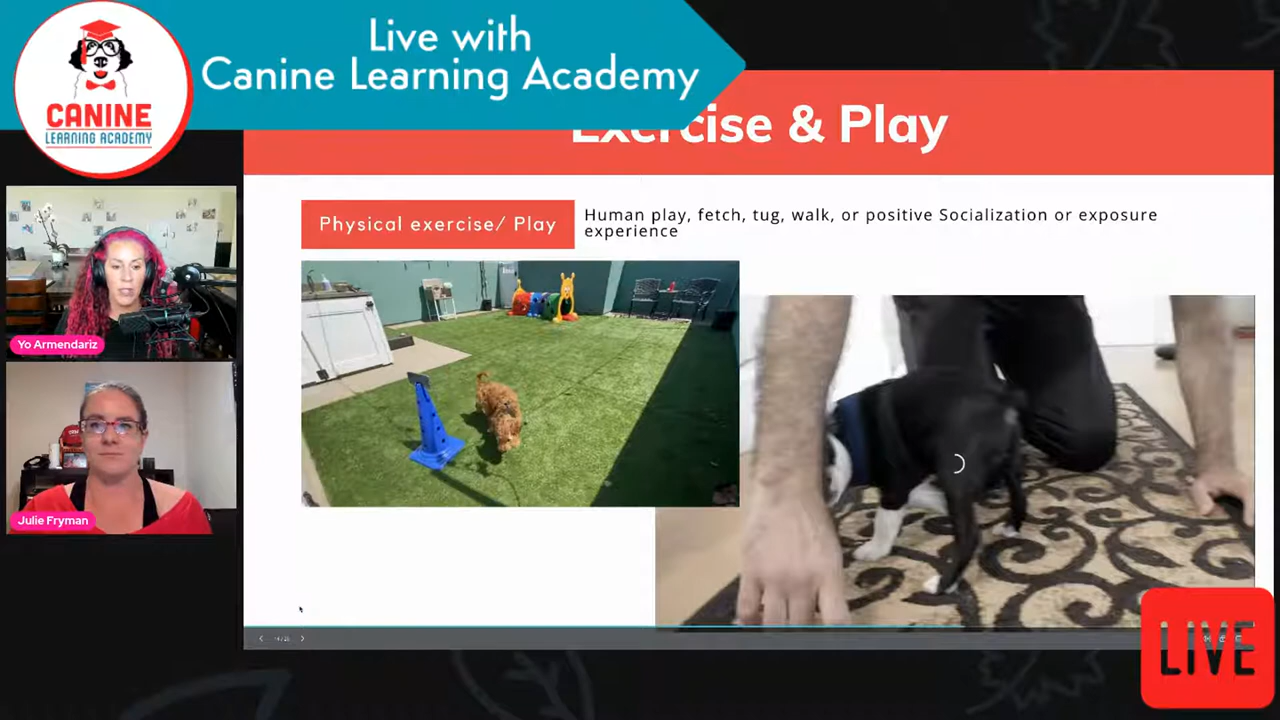 Live with
Canine Learning Academy
CANINE
LEARNING ACADEMY
Exercise & Play
Physical exercise/ Play
Human play, fetch, tug, walk, or positive Socialization or exposure
experience
Yo Armendariz
Julie Fryman
LIVE